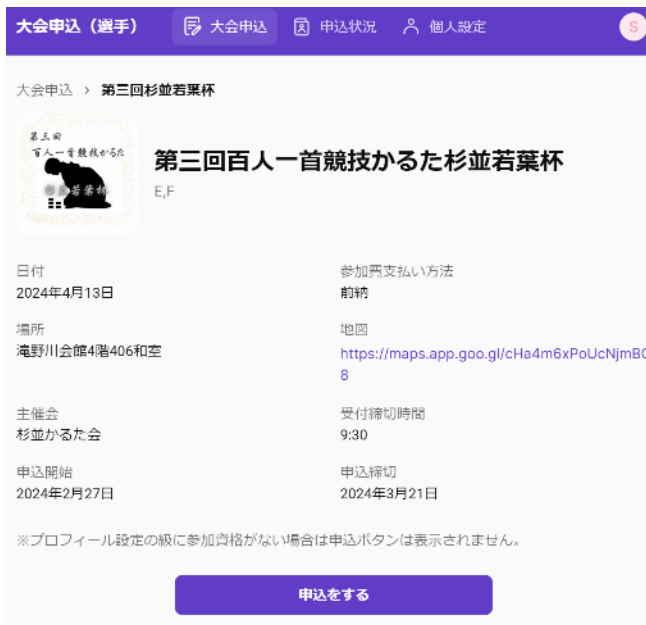 大会申込（選手）
大会申込
申込状況
個人設定
S
大会申込 › 第三回杉並若葉杯
第三回
百人一首競技かるた
若葉杯
第三回百人一首競技かるた杉並若葉杯
E,F
日付
2024年4月13日
参加費支払い方法
前納
場所
滝野川会館4階406和室
地図
https://maps.app.goo.gl/cHa4m6xPoUcNjmB
8
主催会
杉並かるた会
受付締切時間
9:30
申込開始
2024年2月27日
申込締切
2024年3月21日
※プロフィール設定の級に参加資格がない場合は申込ボタンは表示されません。
申込をする